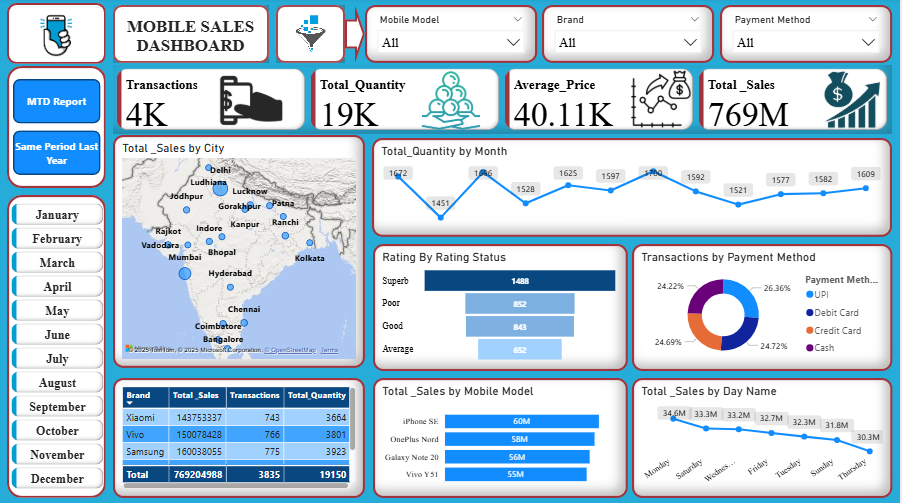 MOBILE SALES
DASHBOARD
Mobile Model
All
Brand
All
Payment Method
All
MTD Report
Same Period Last
Year
Transactions
4K
Total_Quantity
19K
Average_Price
40.11K
Total _Sales
769M
January
February
March
April
May
June
July
August
September
October
November
December
Total _Sales by City
Delhi
Ludhiana
Lucknow
Jodhpur
Gorakhpur
Patna
Kanpur
Ranchi
Rajkot
Indore
Vadodara
Bhopal
Kolkata
Mumbai
Hyderabad
Chennai
Coimbatore
Bangalore
© 2025 TomTom, © 2025 Microsoft Corporation, © OpenStreetMap Terms
Total_Quantity by Month
1672
1451
1686
1528
1625
1597
1700
1592
1521
1577
1582
1609
Rating By Rating Status
Superb 1488
Poor 852
Good 843
Average 652
Transactions by Payment Method
24.22%
26.36%
24.69%
24.72%
Payment Meth...
UPI
Debit Card
Credit Card
Cash
Brand Total _Sales Transactions Total_Quantity
Xiaomi 143753337 743 3664
Vivo 150078428 766 3801
Samsung 160038055 775 3923
Total 769204988 3835 19150
Total _Sales by Mobile Model
iPhone SE 60M
OnePlus Nord 58M
Galaxy Note 20 56M
Vivo Y51 55M
Total _Sales by Day Name
34.6M
33.3M
33.2M
32.7M
32.3M
31.8M
30.3M
Monday
Saturday
Wednes...
Friday
Tuesday
Sunday
Thursday